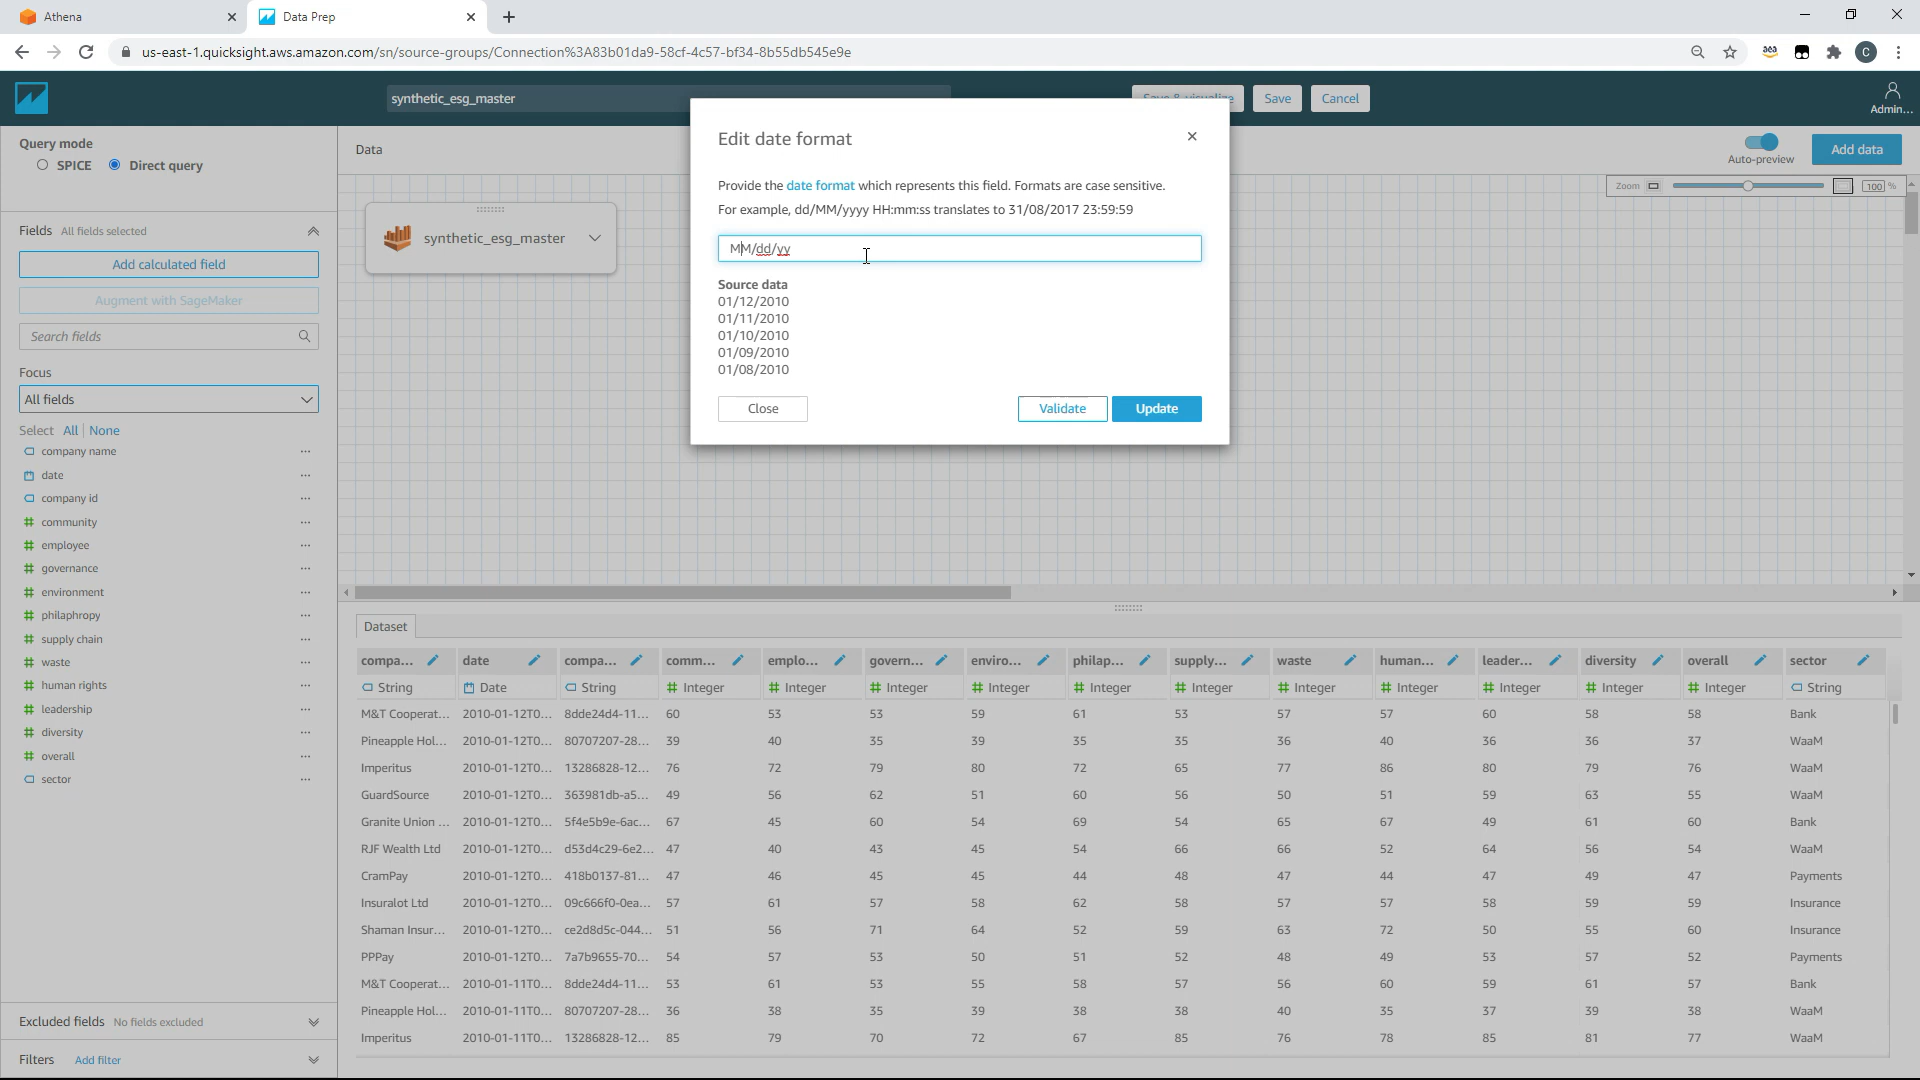 Athena
Data Prep
us-east-1.quicksight.aws.amazon.com/sn/source-groups/Connection%3A83b01da9-58cf-4c57-bf34-8b55db545e9e
C
synthetic_esg_master
Save & visualize
Save
Cancel
Admin...
Query mode
SPICE
Direct query
Data
Auto-preview
Add data
Zoom
100 %
Fields All fields selected
Add calculated field
Augment with SageMaker
Search fields
Focus
All fields
Select All None
company name
date
company id
community
employee
governance
environment
philaphropy
supply chain
waste
human rights
leadership
diversity
overall
sector
Excluded fields No fields excluded
Filters Add filter
synthetic_esg_master
Edit date format
Provide the date format which represents this field. Formats are case sensitive.
For example, dd/MM/yyyy HH:mm:ss translates to 31/08/2017 23:59:59
MM/dd/yy
Source data
01/12/2010
01/11/2010
01/10/2010
01/09/2010
01/08/2010
Close
Validate
Update
Dataset
compa... date compa... comm... emplo... govern... enviro... philap... supply... waste human... leader... diversity overall sector
String Date String Integer Integer Integer Integer Integer Integer Integer Integer Integer Integer Integer String
M&T Cooperat... 2010-01-12T0... 8dde24d4-11... 60 53 53 59 61 53 57 57 60 58 58 Bank
Pineapple Hol... 2010-01-12T0... 80707207-28... 39 40 35 39 35 35 36 40 36 36 37 WaaM
Imperitus 2010-01-12T0... 13286828-12... 76 72 79 80 72 65 77 86 80 79 76 WaaM
GuardSource 2010-01-12T0... 363981db-a5... 49 56 62 51 60 56 50 51 59 63 55 WaaM
Granite Union ... 2010-01-12T0... 5f4e5b9e-6ac... 67 45 60 54 69 54 65 67 49 61 60 Bank
RJF Wealth Ltd 2010-01-12T0... d53d4c29-6e2... 47 40 43 45 54 66 66 52 64 56 54 WaaM
CramPay 2010-01-12T0... 418b0137-81... 47 46 45 45 44 48 47 44 47 49 47 Payments
Insuralot Ltd 2010-01-12T0... 09c666f0-0ea... 57 61 57 58 62 58 57 57 58 59 59 Insurance
Shaman Insur... 2010-01-12T0... ce2d8d5c-044... 51 56 71 64 52 59 63 72 50 55 60 Insurance
PPPay 2010-01-12T0... 7a7b9655-70... 54 57 53 50 51 52 48 49 53 57 52 Payments
M&T Cooperat... 2010-01-11T0... 8dde24d4-11... 53 61 53 55 58 57 56 60 59 61 57 Bank
Pineapple Hol... 2010-01-11T0... 80707207-28... 36 38 35 39 38 38 40 35 37 39 38 WaaM
Imperitus 2010-01-11T0... 13286828-12... 85 79 70 72 67 85 76 78 85 81 77 WaaM